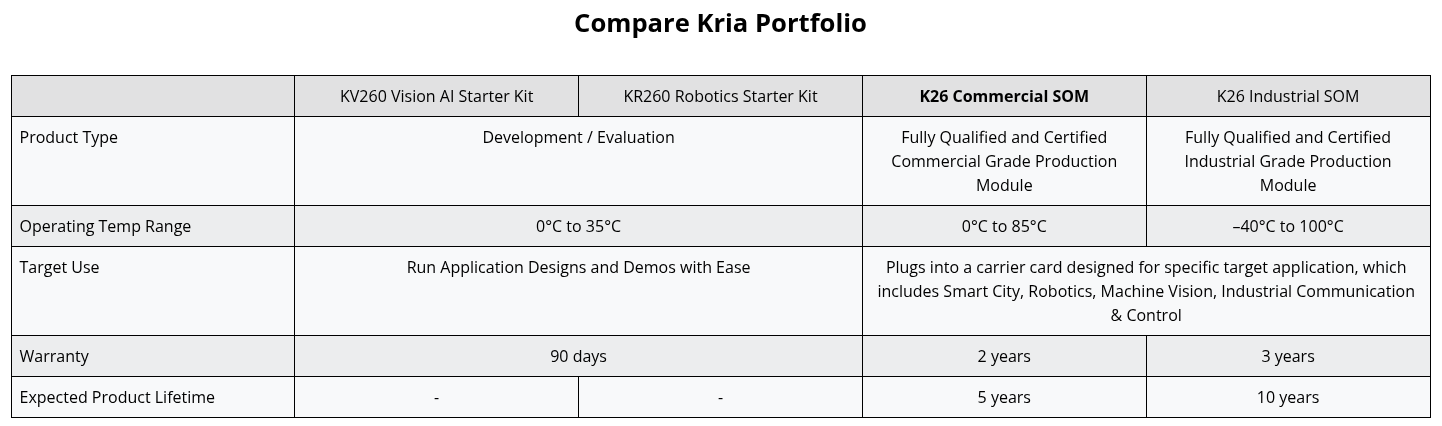 Compare Kria Portfolio
KV260 Vision AI Starter Kit KR260 Robotics Starter Kit K26 Commercial SOM K26 Industrial SOM
Product Type Development / Evaluation Fully Qualified and Certified Fully Qualified and Certified
Commercial Grade Production Industrial Grade Production
Module Module
Operating Temp Range 0°C to 35°C 0°C to 85°C –40°C to 100°C
Target Use Run Application Designs and Demos with Ease Plugs into a carrier card designed for specific target application, which
includes Smart City, Robotics, Machine Vision, Industrial Communication
& Control
Warranty 90 days 2 years 3 years
Expected Product Lifetime - - 5 years 10 years